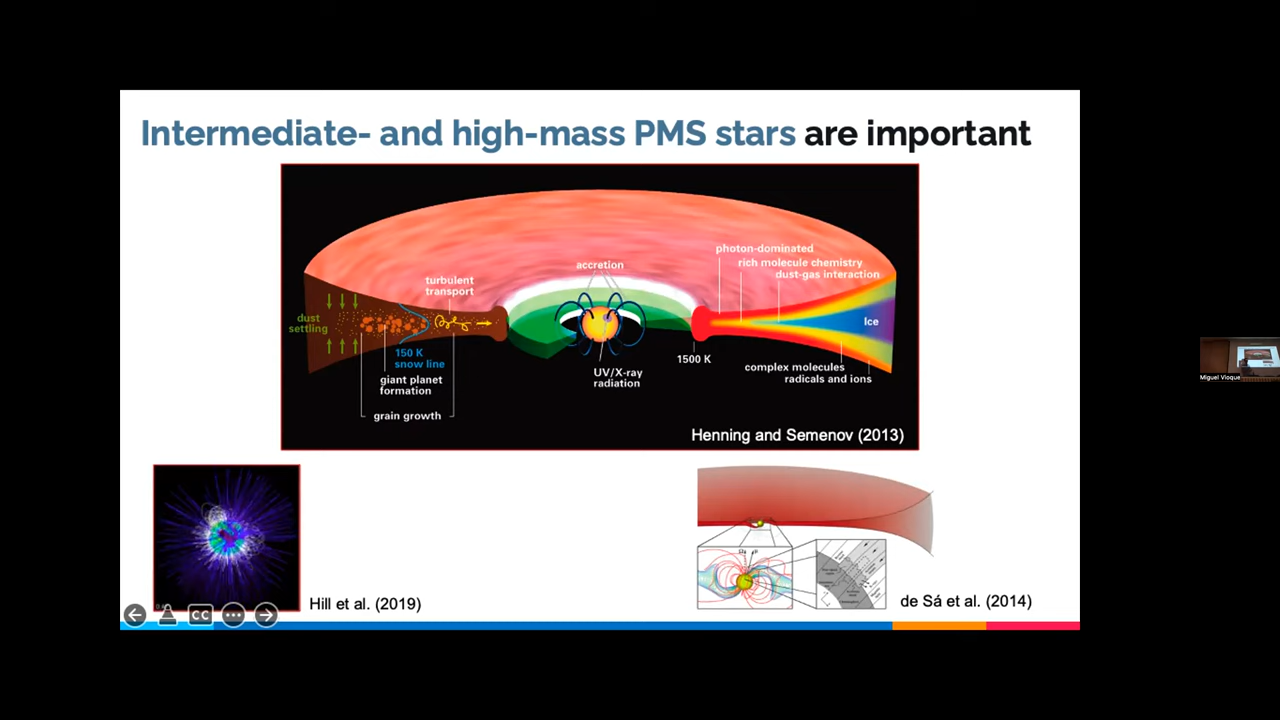 Intermediate- and high-mass PMS stars are important
photon-dominated
rich molecule chemistry
dust-gas interaction
accretion
turbulent
transport
dust
settling
Ice
150 K
snow line
giant planet
formation
grain growth
UV/X-ray
radiation
1500 K
complex molecules
radicals and ions
Henning and Semenov (2013)
Hill et al. (2019)
de Sá et al. (2014)
CC
Miguel Vioque